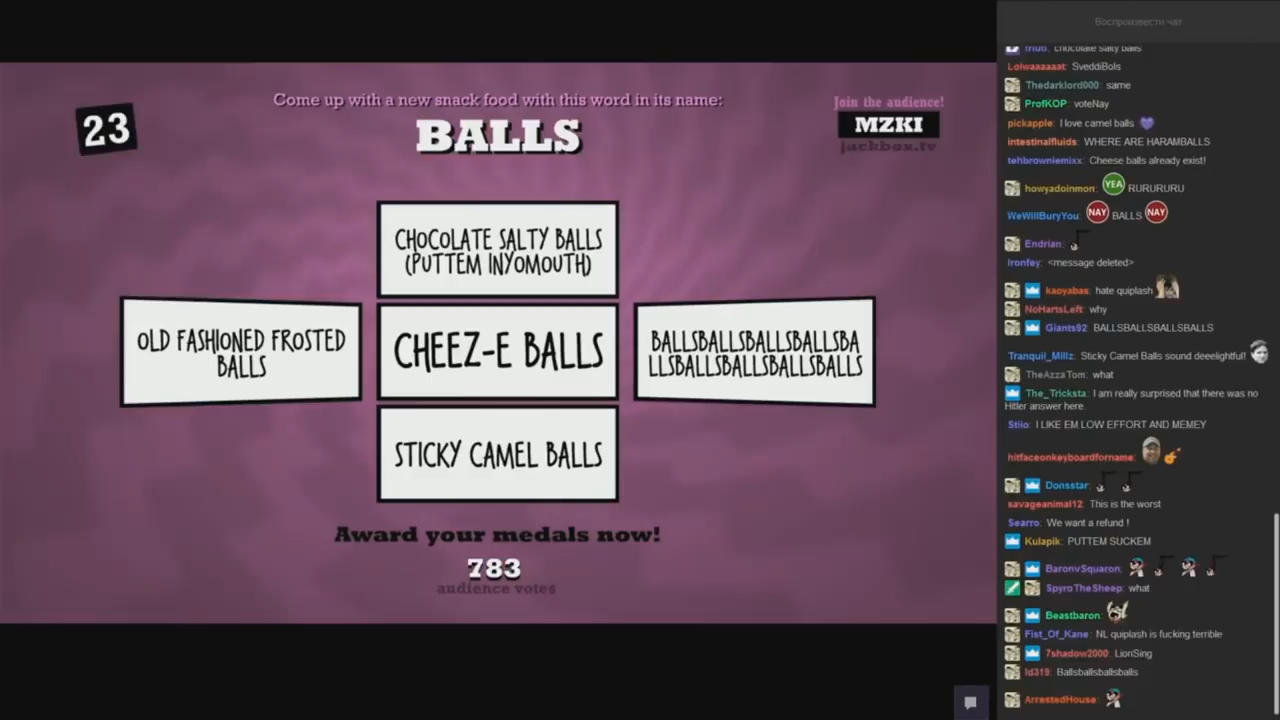 Воспроизвести чат
23
Come up with a new snack food with this word in its name:
BALLS
Join the audience!
MZKI
jackbox.tv
CHOCOLATE SALTY BALLS
(PUTTEM INYOMOUTH)
OLD FASHIONED FROSTED
BALLS
CHEEZ-E BALLS
BALLSBALLSBALLSBALLSBA
LLSBALLSBALLSBALLSBALLS
STICKY CAMEL BALLS
Award your medals now!
783
audience votes
chocolate salty balls
Lolwaaaaaat: SveddiBols
Thedarklord000: same
ProfKOP: voteNay
pickapple: I love camel balls
intestinalfluids: WHERE ARE HARAMBALLS
tehbrowniemixx: Cheese balls already exist!
howyadoinmon: YEA RURURURU
WeWillBuryYou: NAY BALLS NAY
Endrian:
Ironfey: <message deleted>
kaoyabas: hate quiplash
NoHartsLeft: why
Giants92: BALLSBALLSBALLSBALLS
Tranquil_Millz: Sticky Camel Balls sound deeelightful!
TheAzzaTom: what
The_Tricksta: I am really surprised that there was no
Hitler answer here.
Stiio: I LIKE EM LOW EFFORT AND MEMEY
hitfaceonkeyboardforname:
Donsstar:
savageanimal12: This is the worst
Searro: We want a refund !
Kulapik: PUTTEM SUCKEM
BaronvSquaron:
SpyroTheSheep: what
Beastbaron:
Fist_Of_Kane: NL quiplash is fucking terrible
7shadow2000: LionSing
ld319: Ballsballsballsballs
ArrestedHouse: